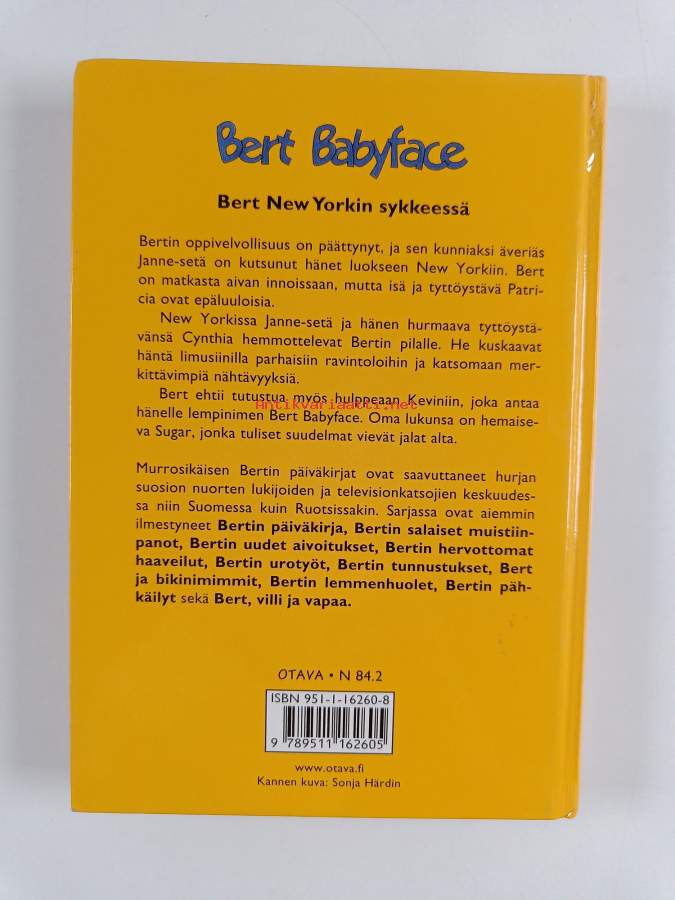 Bert Babyface
Bert New Yorkin sykkeessä
Bertin oppivelvollisuus on päättynyt, ja sen kunniaksi äveriäs
Janne-setä on kutsunut hänet luokseen New Yorkiin. Bert
on matkasta aivan innoissaan, mutta isä ja tyttöystävä Patri-
cia ovat epäluuloisia.
New Yorkissa Janne-setä ja hänen hurmaava tyttöystä-
vänsä Cynthia hemmottelevat Bertin pilalle. He kuskaavat
häntä limusiinilla parhaisiin ravintoloihin ja katsomaan mer-
kittävimpiä nähtävyyksiä.
Bert ehtii tutustua myös hulppeaan Keviniin, joka antaa
Antikvariaatti.net
hänelle lempinimen Bert Babyface. Oma lukunsa on hemaise-
va Sugar, jonka tuliset suudelmat vievät jalat alta.
Murrosikäisen Bertin päiväkirjat ovat saavuttaneet hurjan
suosion nuorten lukijoiden ja televisionkatsojien keskuudes-
sa niin Suomessa kuin Ruotsissakin. Sarjassa ovat aiemmin
ilmestyneet Bertin päiväkirja, Bertin salaiset muistiin-
panot, Bertin uudet aivoitukset, Bertin hervottomat
haaveilut, Bertin urotyöt, Bertin tunnustukset, Bert
ja bikinimimmit, Bertin lemmenhuolet, Bertin päh-
käilyt sekä Bert, villi ja vapaa.
OTAVA • N 84.2
ISBN 951-1-16260-8
9 789511 162605
www.otava.fi
Kannen kuva: Sonja Härdin